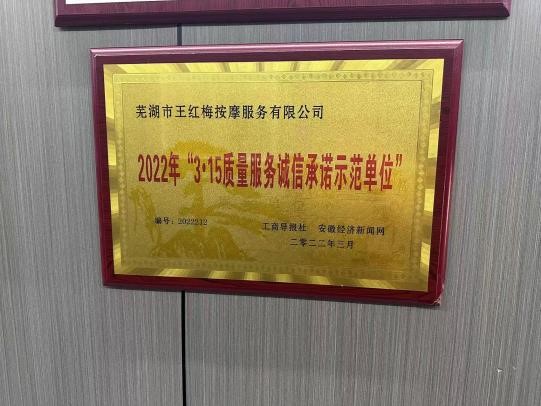 芜湖市王红梅按摩服务有限公司
2022年“3·15质量服务诚信承诺示范单位”
编号：2022212
工商导报社 安徽经济新闻网
二零二二年三月